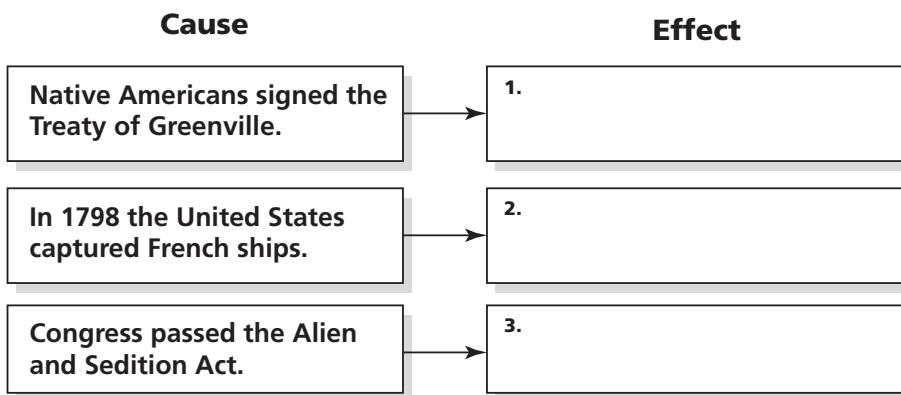 Cause
Effect
Native Americans signed the
Treaty of Greenville.
1.
In 1798 the United States
captured French ships.
2.
Congress passed the Alien
and Sedition Act.
3.